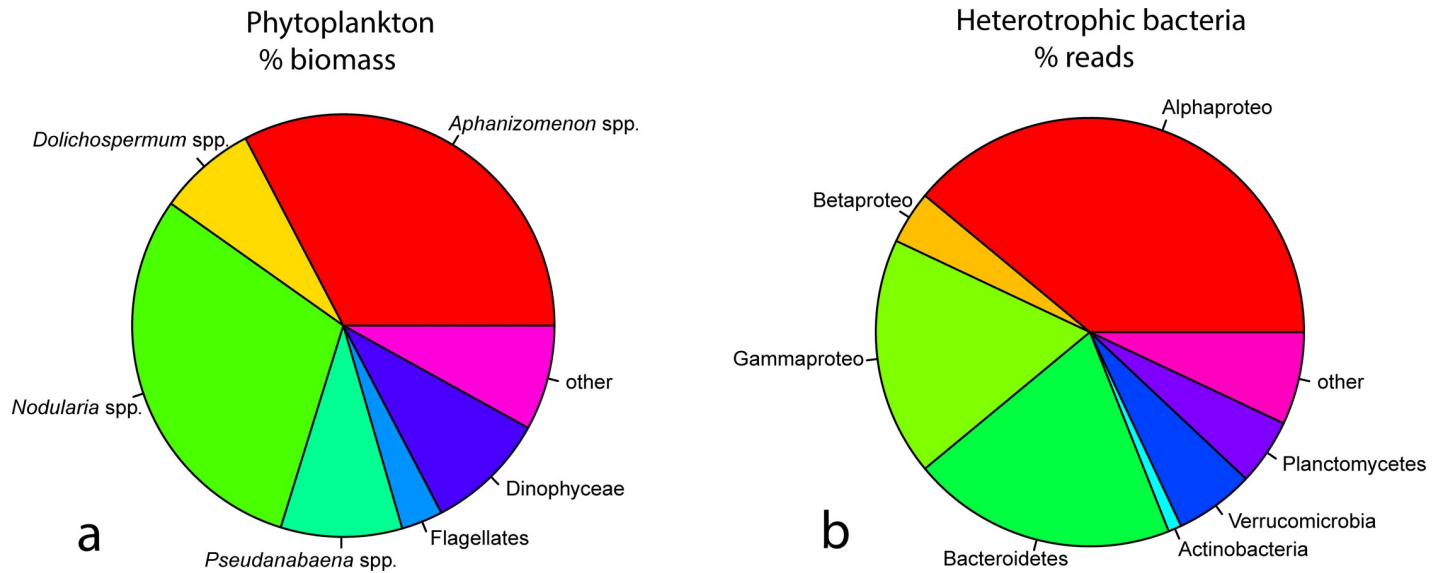 Phytoplankton
% biomass
Aphanizomenon spp.
Dolichospermum spp.
Nodularia spp.
Pseudanabaena spp.
Flagellates
Dinophyceae
other
a
Heterotrophic bacteria
% reads
Alphaproteo
Betaproteo
Gammaproteo
Bacteroidetes
Actinobacteria
Verrucomicrobia
Planctomycetes
other
b